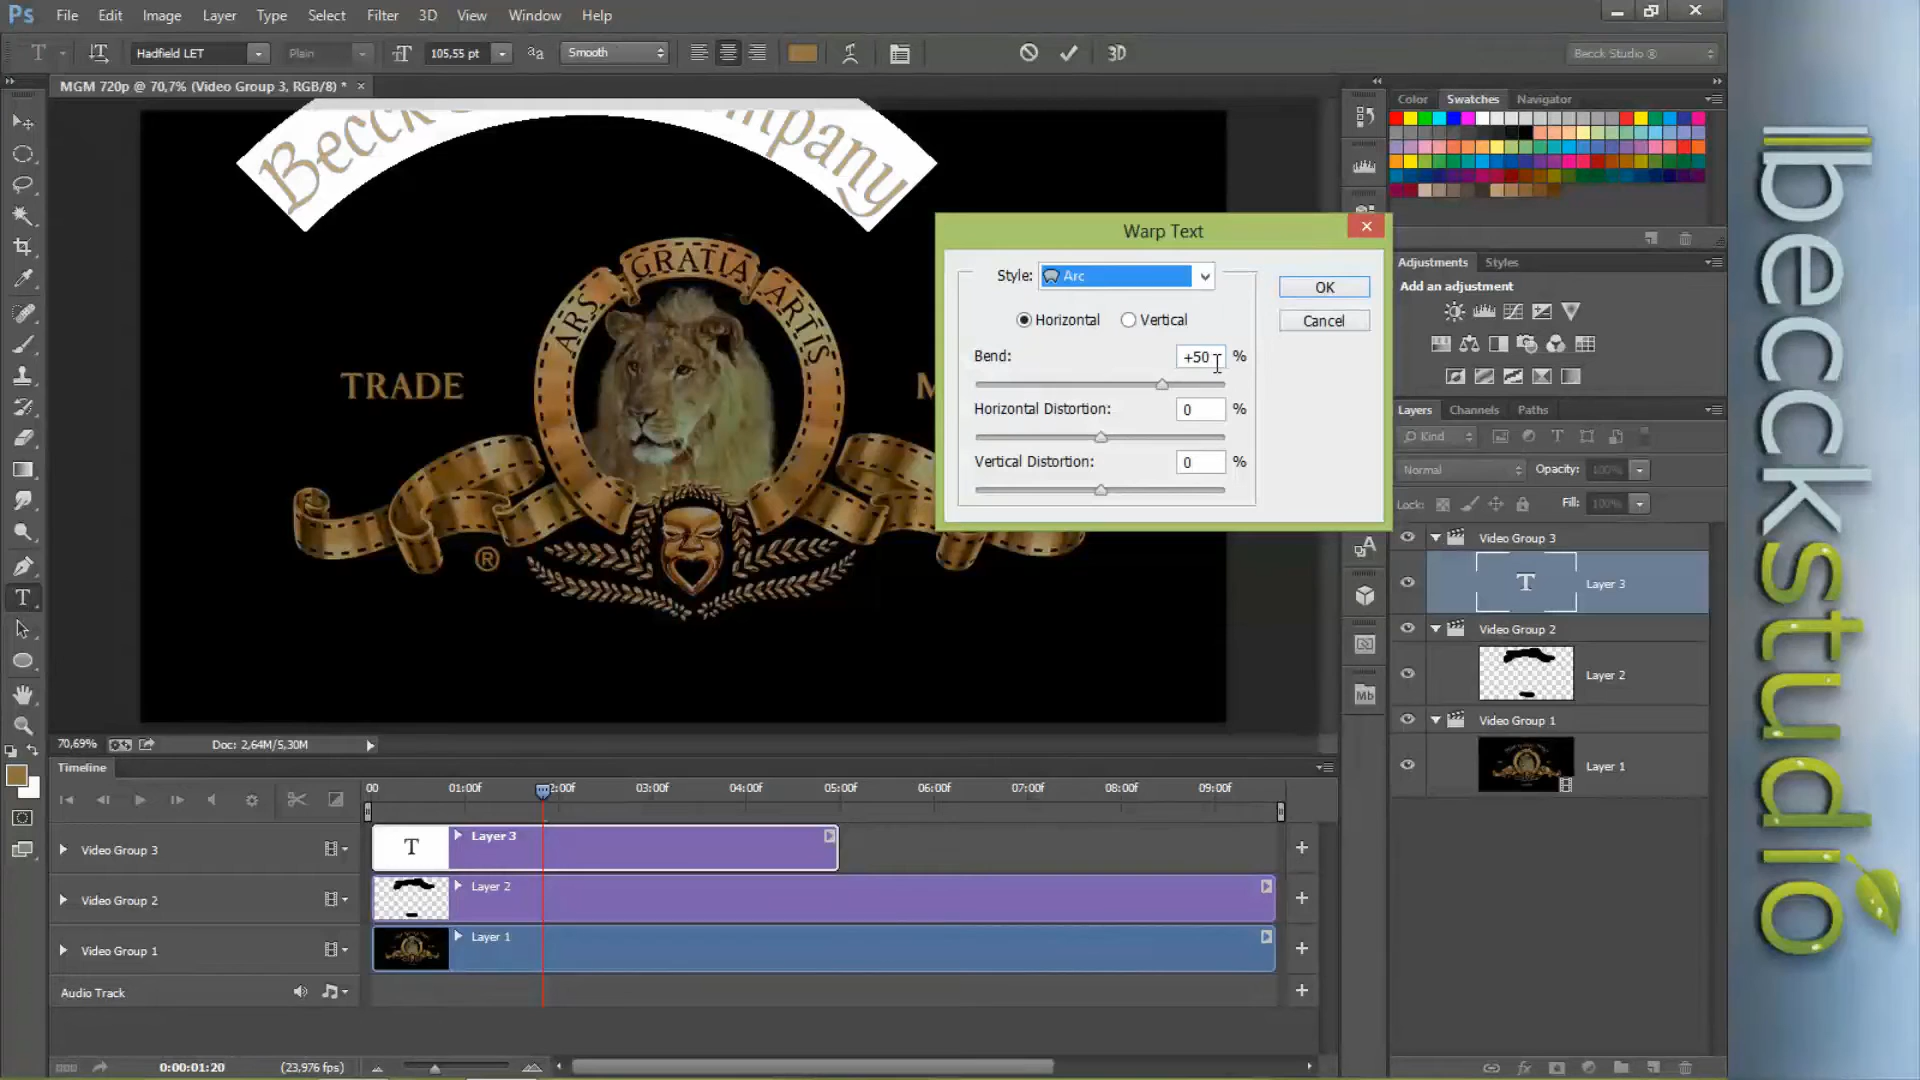 Ps File Edit Image Layer Type Select Filter 3D View Window Help
T Hadfield LET Plain 105,55 pt aa Smooth 3D Becck Studio ®
MGM 720p @ 70,7% (Video Group 3, RGB/8) * ×
Color Swatches Navigator
Becck mpany
Warp Text
Style: Arc
OK
Horizontal Vertical
Cancel
Bend: +50 %
Horizontal Distortion: 0 %
Vertical Distortion: 0 %
ARS GRATIA ARTIS
TRADE M
®
Adjustments Styles
Add an adjustment
Layers Channels Paths
Kind
Normal Opacity: 100%
Lock: Fill: 100%
Video Group 3
T Layer 3
Video Group 2
Layer 2
Video Group 1
Layer 1
Mb
70,69% Doc: 2,64M/5,30M
Timeline
00 01:00f 2:00f 03:00f 04:00f 05:00f 06:00f 07:00f 08:00f 09:00f
Video Group 3 T Layer 3
Video Group 2 Layer 2
Video Group 1 Layer 1
Audio Track
0:00:01:20 (23,976 fps)
beccкstudio